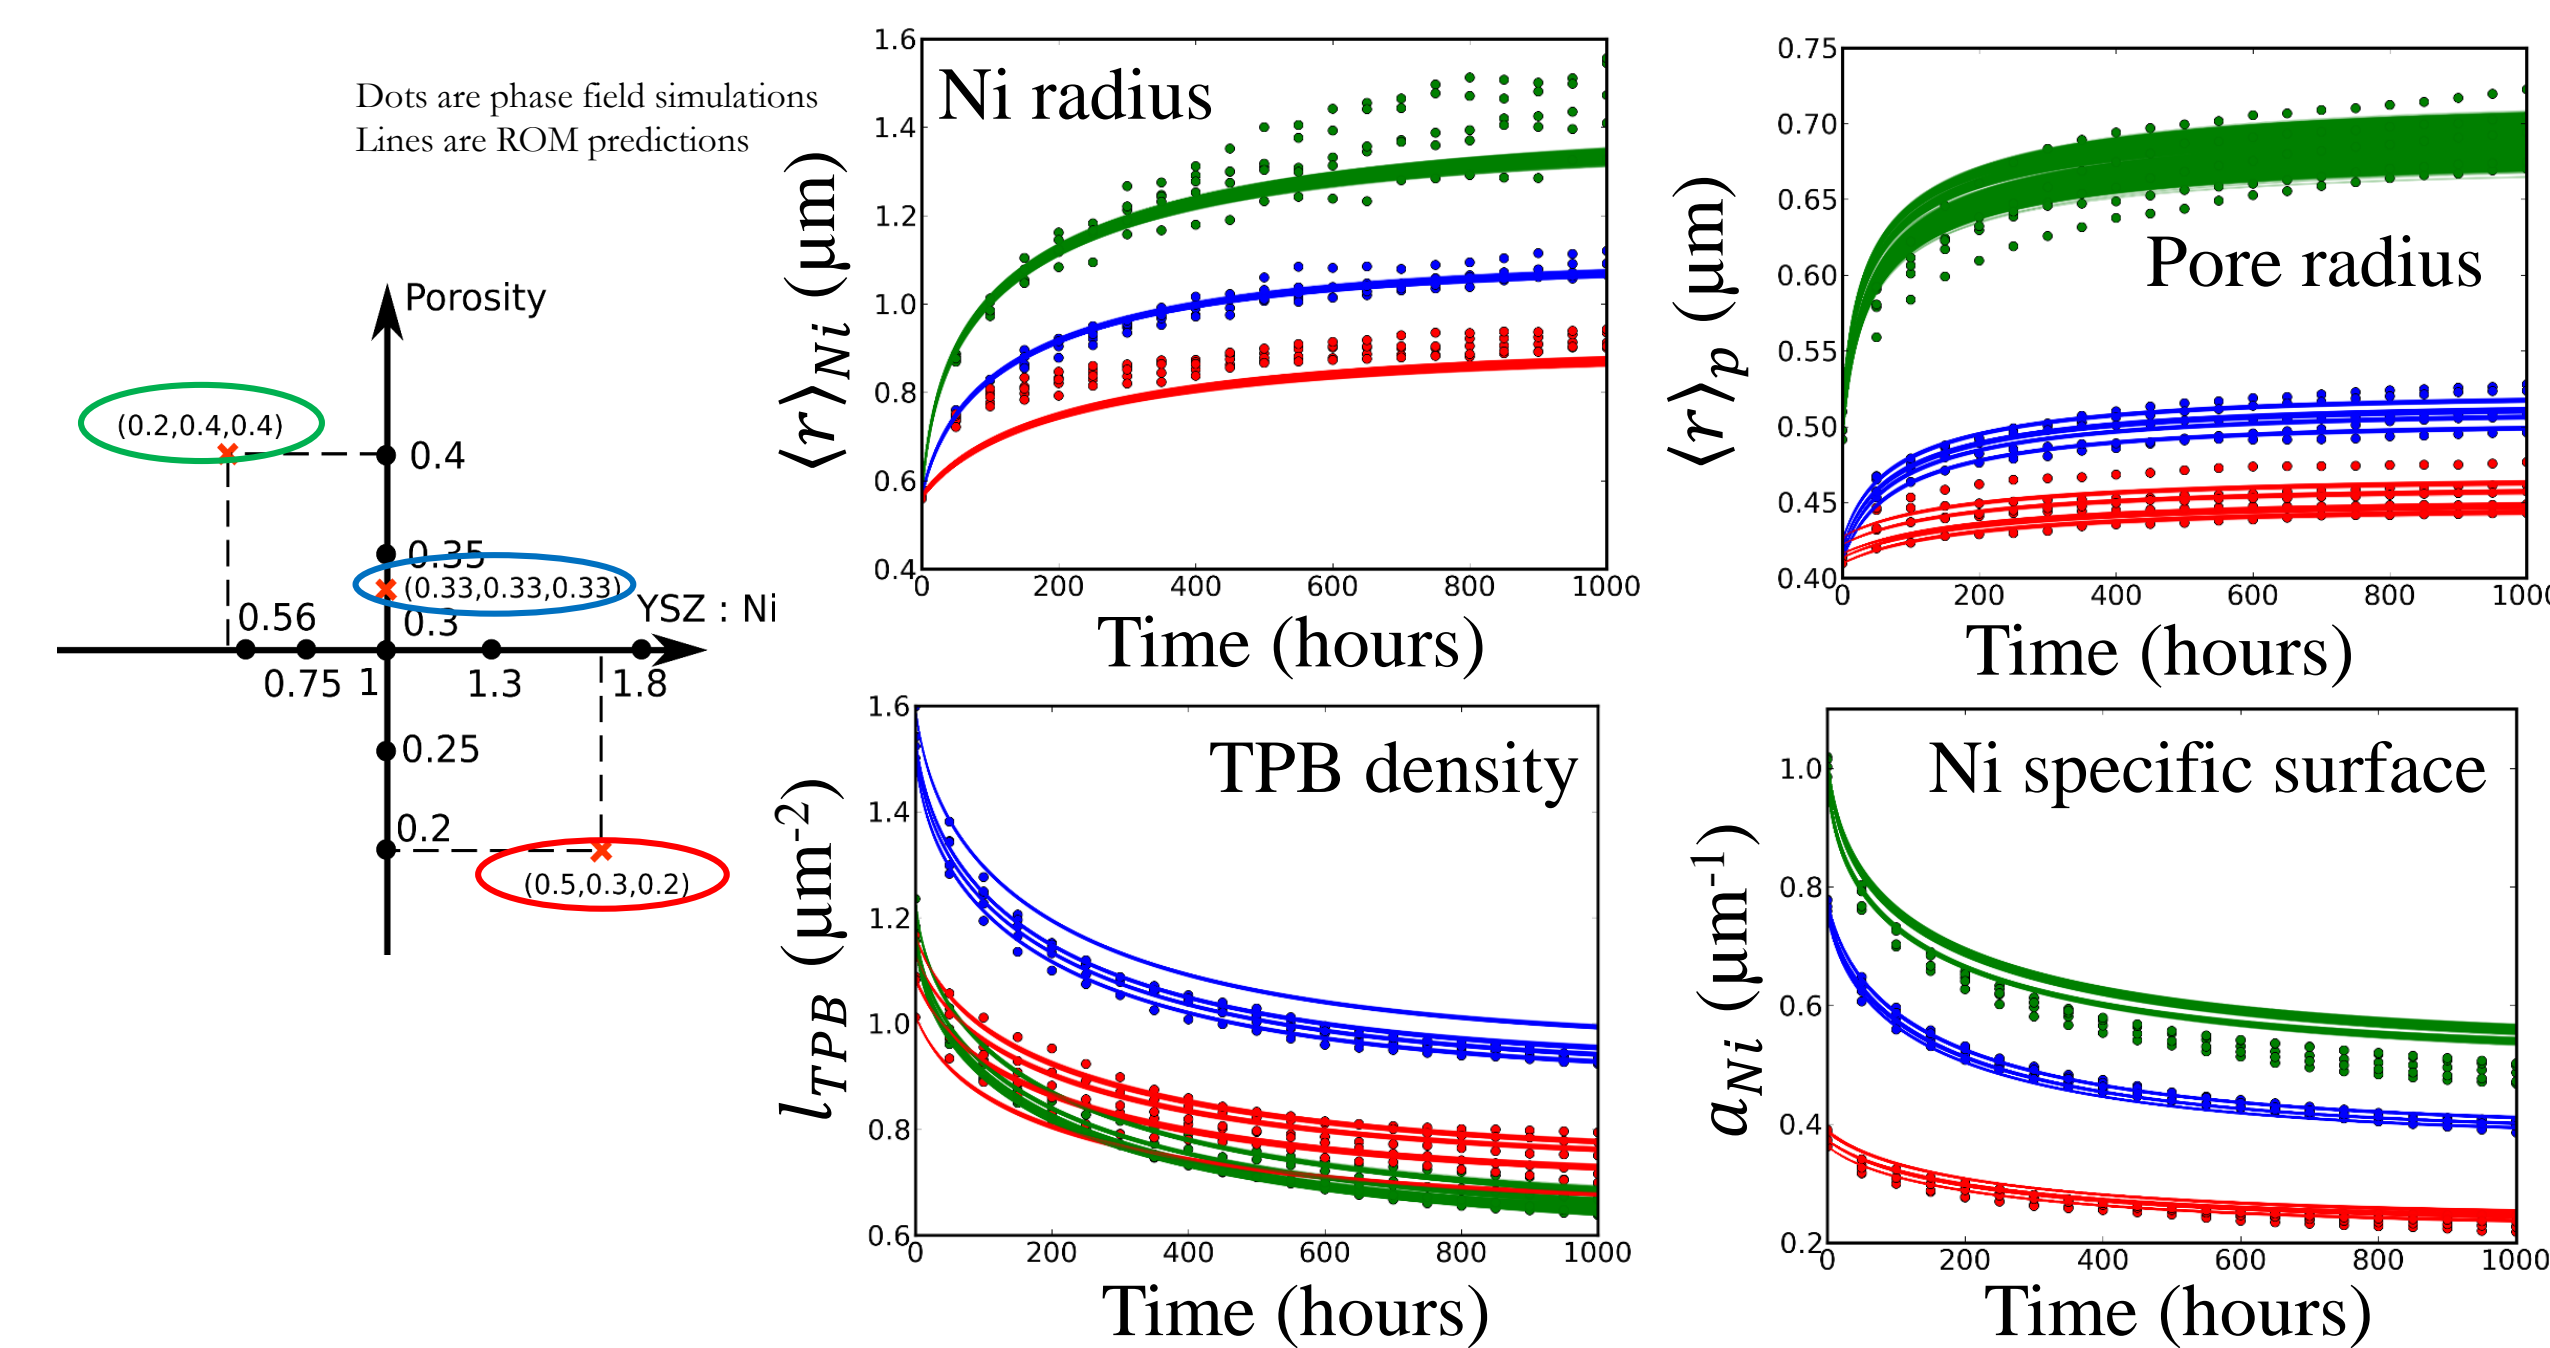 Dots are phase field simulations
Lines are ROM predictions
Porosity
(0.2,0.4,0.4)
0.4
0.35
(0.33,0.33,0.33)
0.3
YSZ : Ni
0.56
0.75
1
1.3
1.8
0.25
0.2
(0.5,0.3,0.2)
Ni radius
⟨r⟩Ni (μm)
1.6
1.4
1.2
1.0
0.8
0.6
0.4
0 200 400 600 800 1000
Time (hours)
Pore radius
⟨r⟩p (μm)
0.75
0.70
0.65
0.60
0.55
0.50
0.45
0.40
0 200 400 600 800 100
Time (hours)
TPB density
lTPB (μm-2)
1.6
1.4
1.2
1.0
0.8
0.6
0 200 400 600 800 1000
Time (hours)
Ni specific surface
aNi (μm-1)
1.0
0.8
0.6
0.4
0.2
0 200 400 600 800 1000
Time (hours)